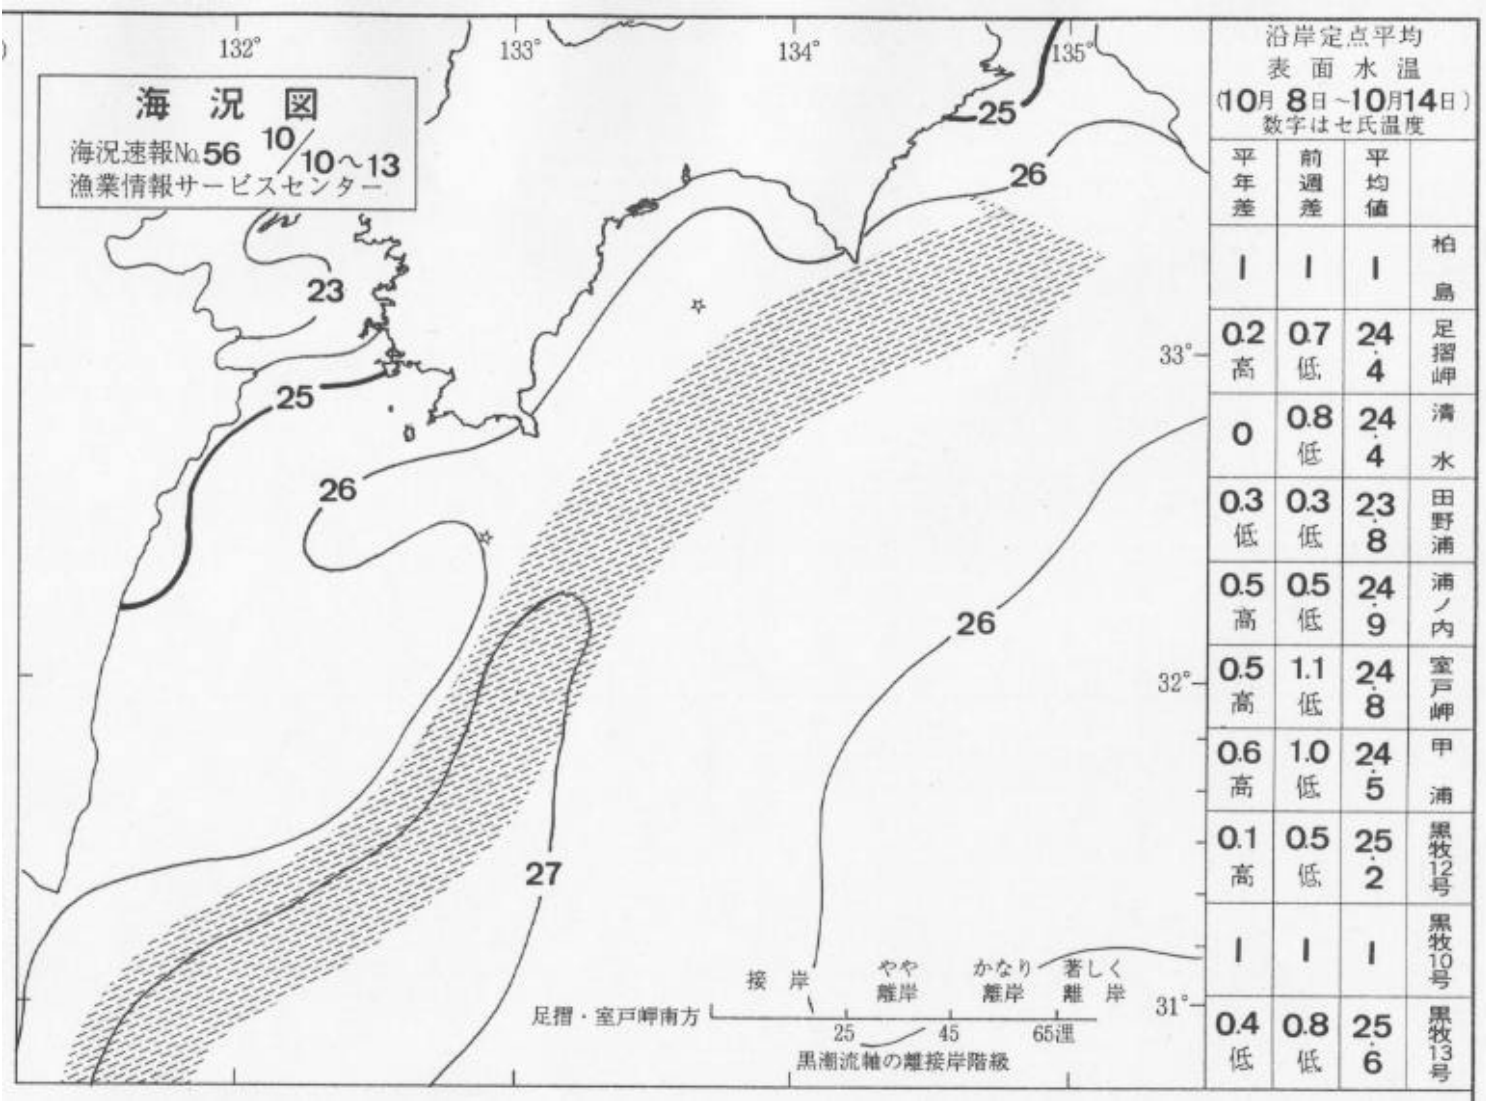 132°
133°
134°
135°
海況図
海況速報No.56 10/10〜13
漁業情報サービスセンター
23
25
26
25
26
26
27
33°
32°
31°
接岸
やや離岸
かなり離岸
著しく離岸
足摺・室戸岬南方
25 45 65浬
黒潮流軸の離接岸階級
沿岸定点平均
表面水温
(10月8日~10月14日)
数字はセ氏温度
平年差 前週差 平均値
| | | 柏島
0.2高 0.7低 24.4 足摺岬
0 0.8低 24.4 清水
0.3低 0.3低 23.8 田野浦
0.5高 0.5低 24.9 浦ノ内
0.5高 1.1低 24.8 室戸岬
0.6高 1.0低 24.5 甲浦
0.1高 0.5低 25.2 黒牧12号
| | | 黒牧10号
0.4低 0.8低 25.6 黒牧13号